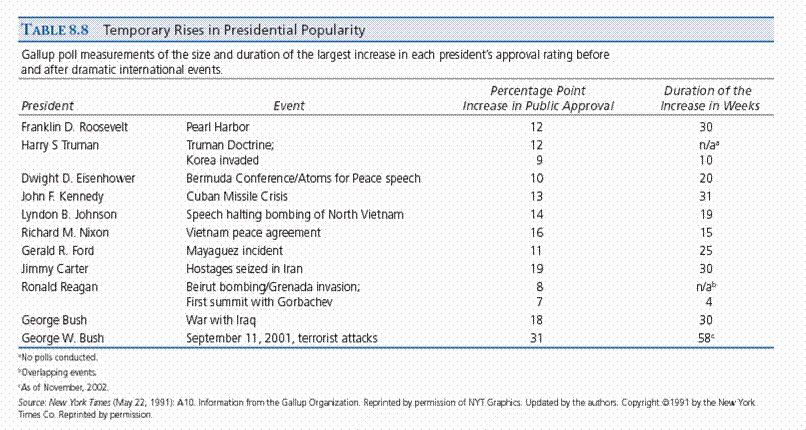 TABLE 8.8 Temporary Rises in Presidential Popularity
Gallup poll measurements of the size and duration of the largest increase in each president's approval rating before
and after dramatic international events.
Percentage Point Duration of the
President Event Increase in Public Approval Increase in Weeks
Franklin D. Roosevelt Pearl Harbor 12 30
Harry S Truman Truman Doctrine; 12 n/aᵃ
Korea invaded 9 10
Dwight D. Eisenhower Bermuda Conference/Atoms for Peace speech 10 20
John F. Kennedy Cuban Missile Crisis 13 31
Lyndon B. Johnson Speech halting bombing of North Vietnam 14 19
Richard M. Nixon Vietnam peace agreement 16 15
Gerald R. Ford Mayaguez incident 11 25
Jimmy Carter Hostages seized in Iran 19 30
Ronald Reagan Beirut bombing/Grenada invasion; 8 n/aᵇ
First summit with Gorbachev 7 4
George Bush War with Iraq 18 30
George W. Bush September 11, 2001, terrorist attacks 31 58ᶜ
ᵃNo polls conducted.
ᵇOverlapping events.
ᶜAs of November, 2002.
Source: New York Times (May 22, 1991): A10. Information from the Gallup Organization. Reprinted by permission of NYT Graphics. Updated by the authors. Copyright ©1991 by the New York
Times Co. Reprinted by permission.